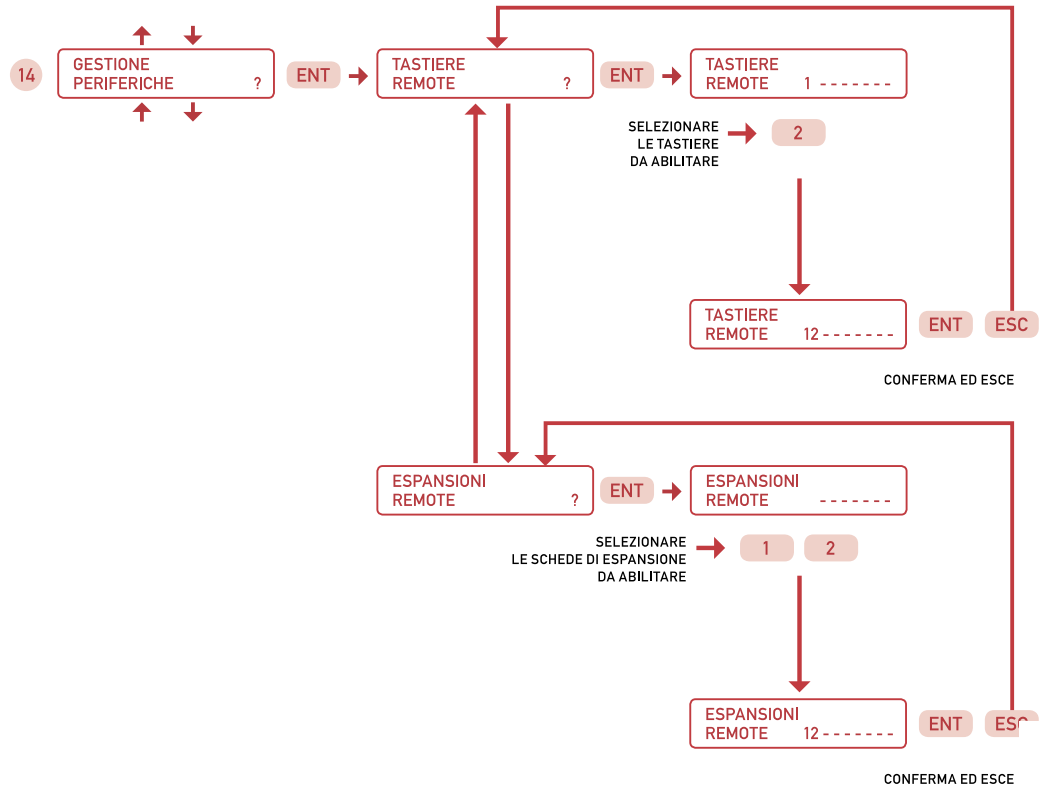 14
GESTIONE
PERIFERICHE ?
ENT
TASTIERE
REMOTE ?
ENT
TASTIERE
REMOTE 1 - - - - - - -
SELEZIONARE
LE TASTIERE
DA ABILITARE
2
TASTIERE
REMOTE 12 - - - - - - -
ENT ESC
CONFERMA ED ESCE
ESPANSIONI
REMOTE ?
ENT
ESPANSIONI
REMOTE - - - - - - -
SELEZIONARE
LE SCHEDE DI ESPANSIONE
DA ABILITARE
1 2
ESPANSIONI
REMOTE 12 - - - - - - -
ENT ESC
CONFERMA ED ESCE